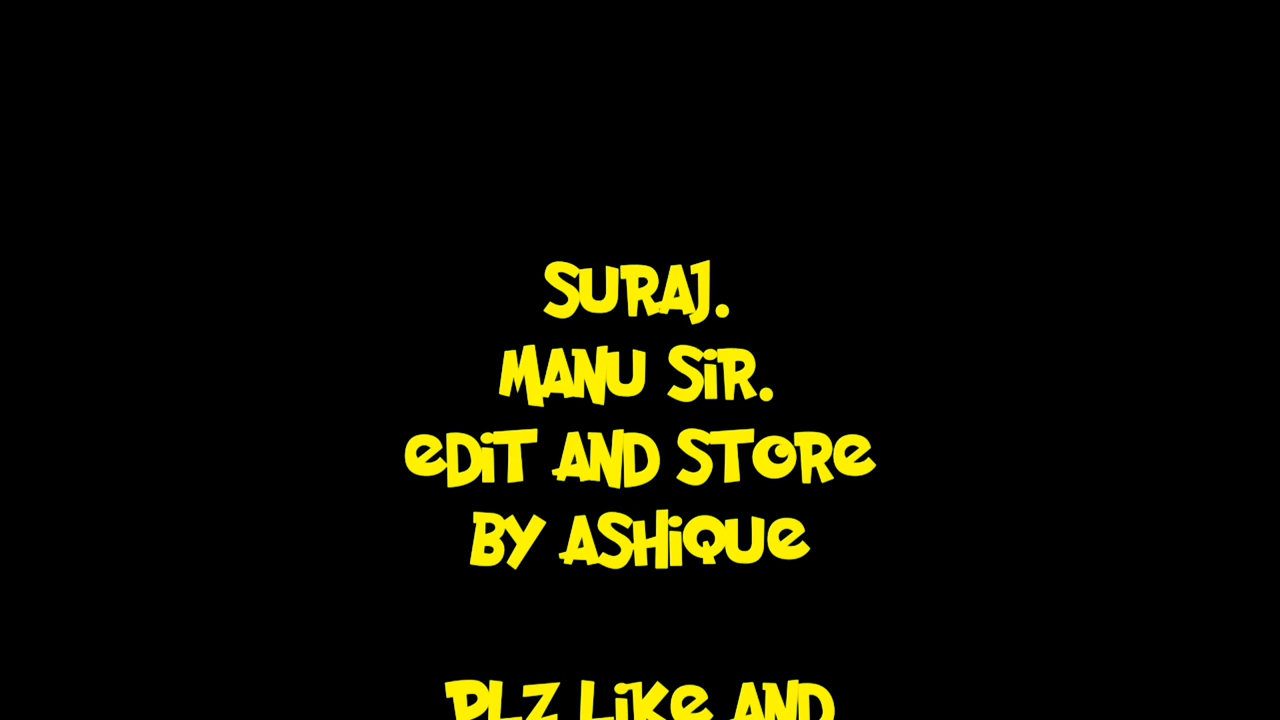 SURAJ.
MANU SiR.
eDiT AND STORe
BY ASHiQUe
PLZ LiKe AND